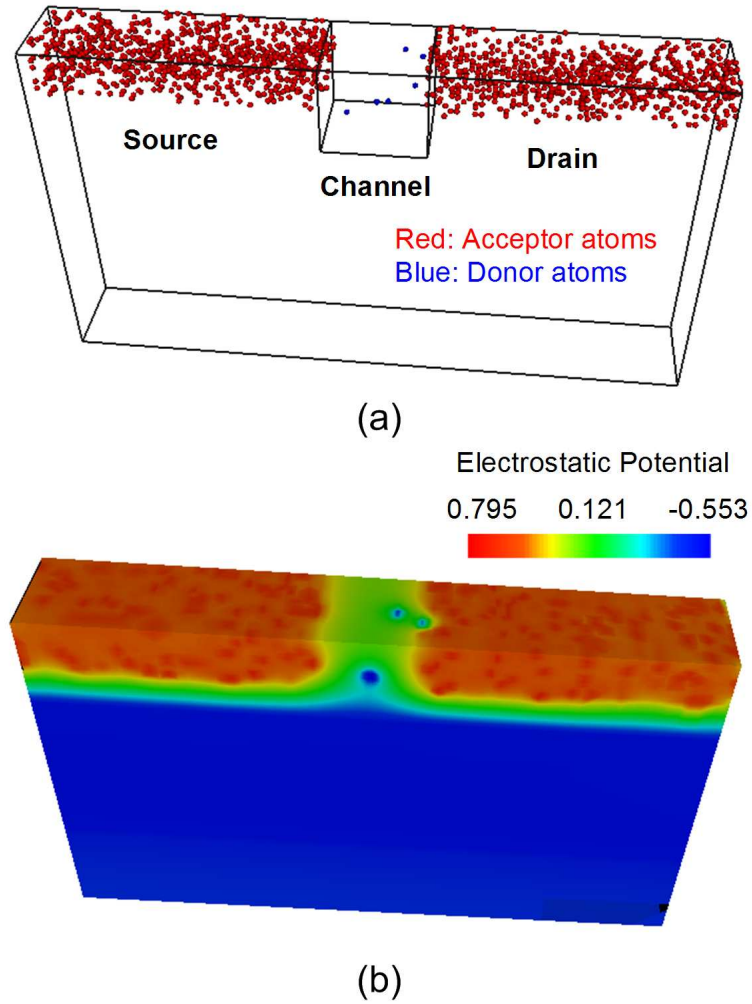 Source
Channel
Drain
Red: Acceptor atoms
Blue: Donor atoms
(a)
Electrostatic Potential
0.795 0.121 -0.553
(b)